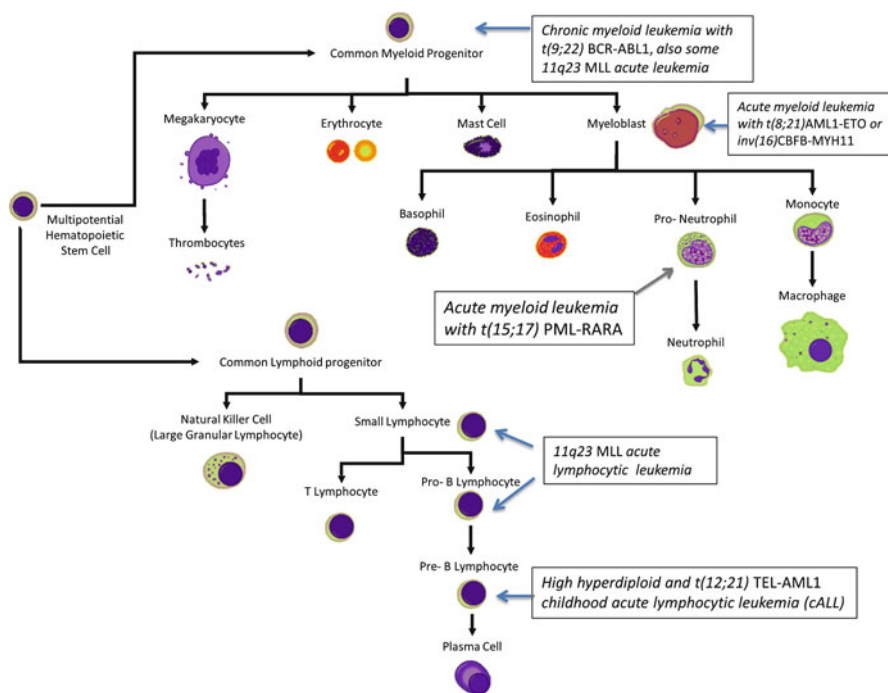 Chronic myeloid leukemia with
t(9;22) BCR-ABL1, also some
11q23 MLL acute leukemia
Common Myeloid Progenitor
Megakaryocyte
Erythrocyte
Mast Cell
Myeloblast
Acute myeloid leukemia
with t(8;21)AML1-ETO or
inv(16)CBFB-MYH11
Multipotential
Hematopoietic
Stem Cell
Thrombocytes
Basophil
Eosinophil
Pro- Neutrophil
Monocyte
Acute myeloid leukemia
with t(15;17) PML-RARA
Neutrophil
Macrophage
Common Lymphoid progenitor
Natural Killer Cell
(Large Granular Lymphocyte)
Small Lymphocyte
11q23 MLL acute
lymphocytic leukemia
T Lymphocyte
Pro- B Lymphocyte
Pre- B Lymphocyte
High hyperdiploid and t(12;21) TEL-AML1
childhood acute lymphocytic leukemia (cALL)
Plasma Cell